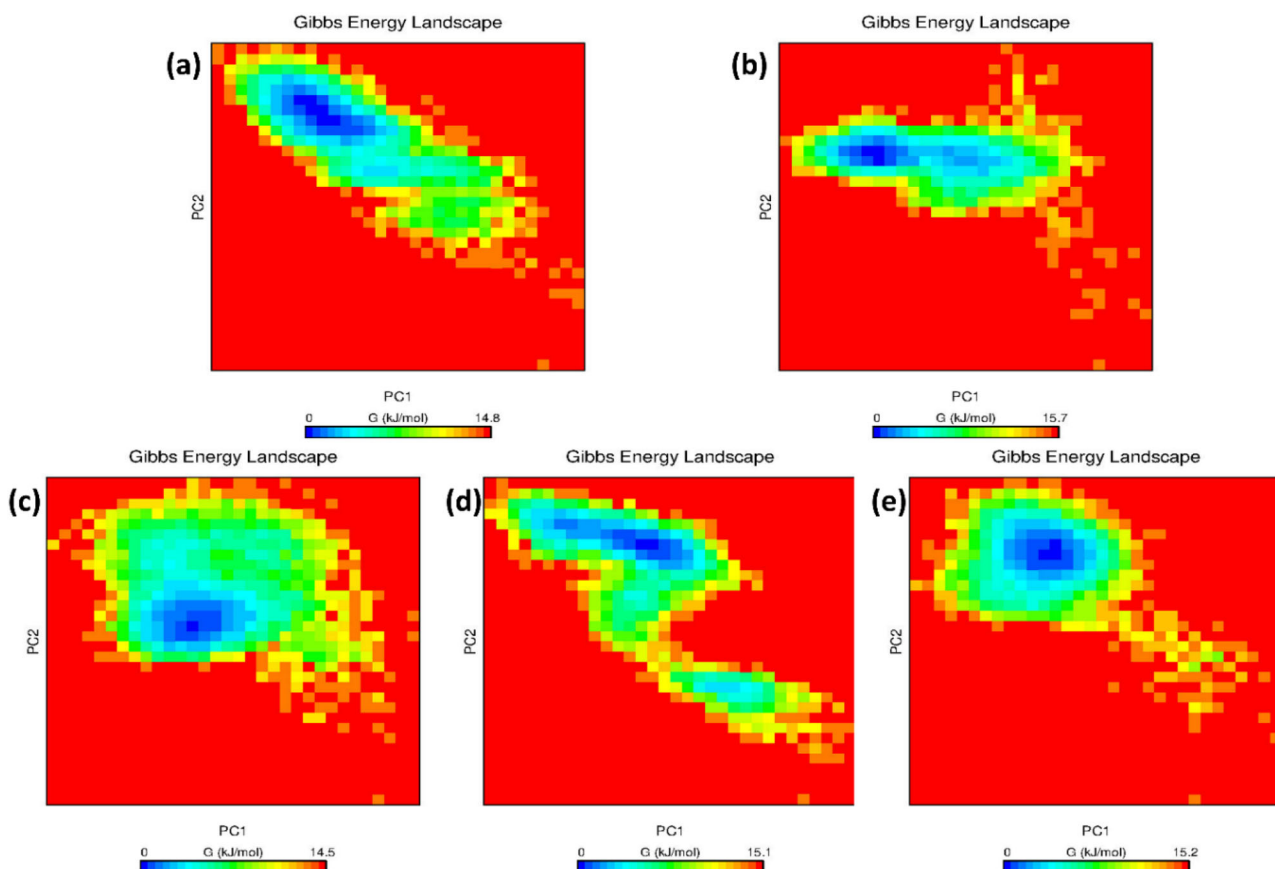 Gibbs Energy Landscape
(a)
PC2
PC1
0 G (kJ/mol) 14.8
Gibbs Energy Landscape
(b)
PC2
PC1
0 G (kJ/mol) 15.7
Gibbs Energy Landscape
(c)
PC2
PC1
0 G (kJ/mol) 14.5
Gibbs Energy Landscape
(d)
PC2
PC1
0 G (kJ/mol) 15.1
Gibbs Energy Landscape
(e)
PC2
PC1
0 G (kJ/mol) 15.2